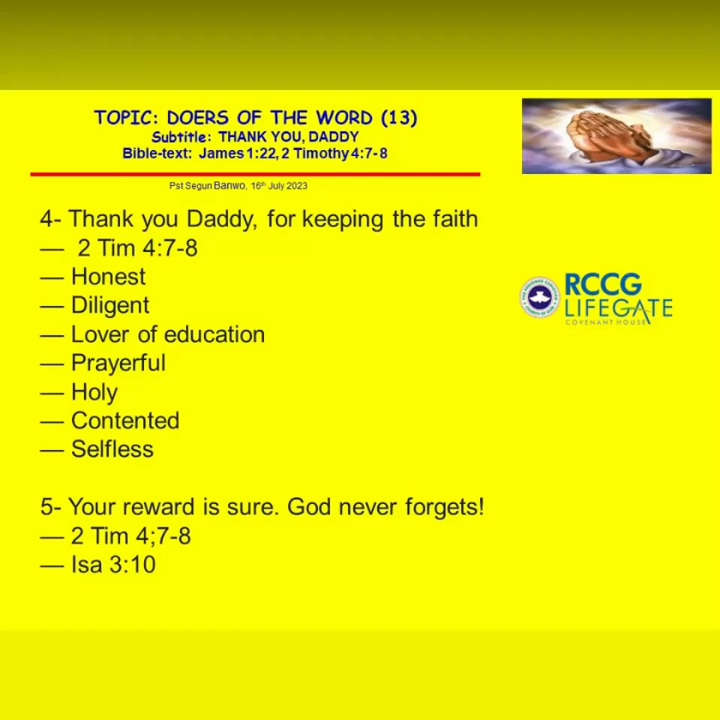 TOPIC: DOERS OF THE WORD (13)
Subtitle: THANK YOU, DADDY
Bible-text: James 1:22, 2 Timothy 4:7-8
Pst Segun Banwo, 16th July 2023
4- Thank you Daddy, for keeping the faith
— 2 Tim 4:7-8
— Honest
— Diligent
— Lover of education
— Prayerful
— Holy
— Contented
— Selfless
5- Your reward is sure. God never forgets!
— 2 Tim 4;7-8
— Isa 3:10
RCCG
LIFEGATE
COVENANT HOUSE